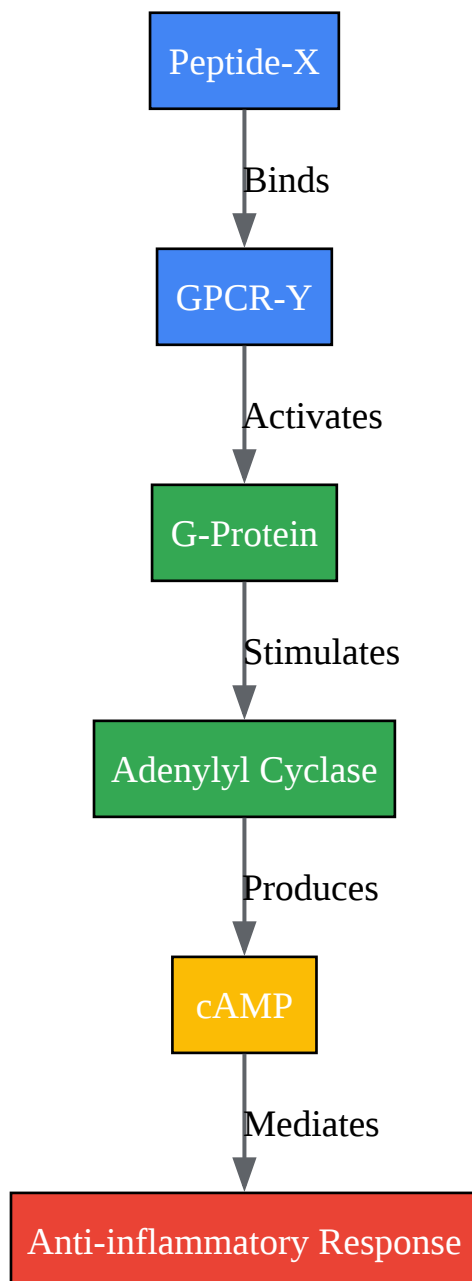 Peptide-X
Binds
GPCR-Y
Activates
G-Protein
Stimulates
Adenylyl Cyclase
Produces
cAMP
Mediates
Anti-inflammatory Response